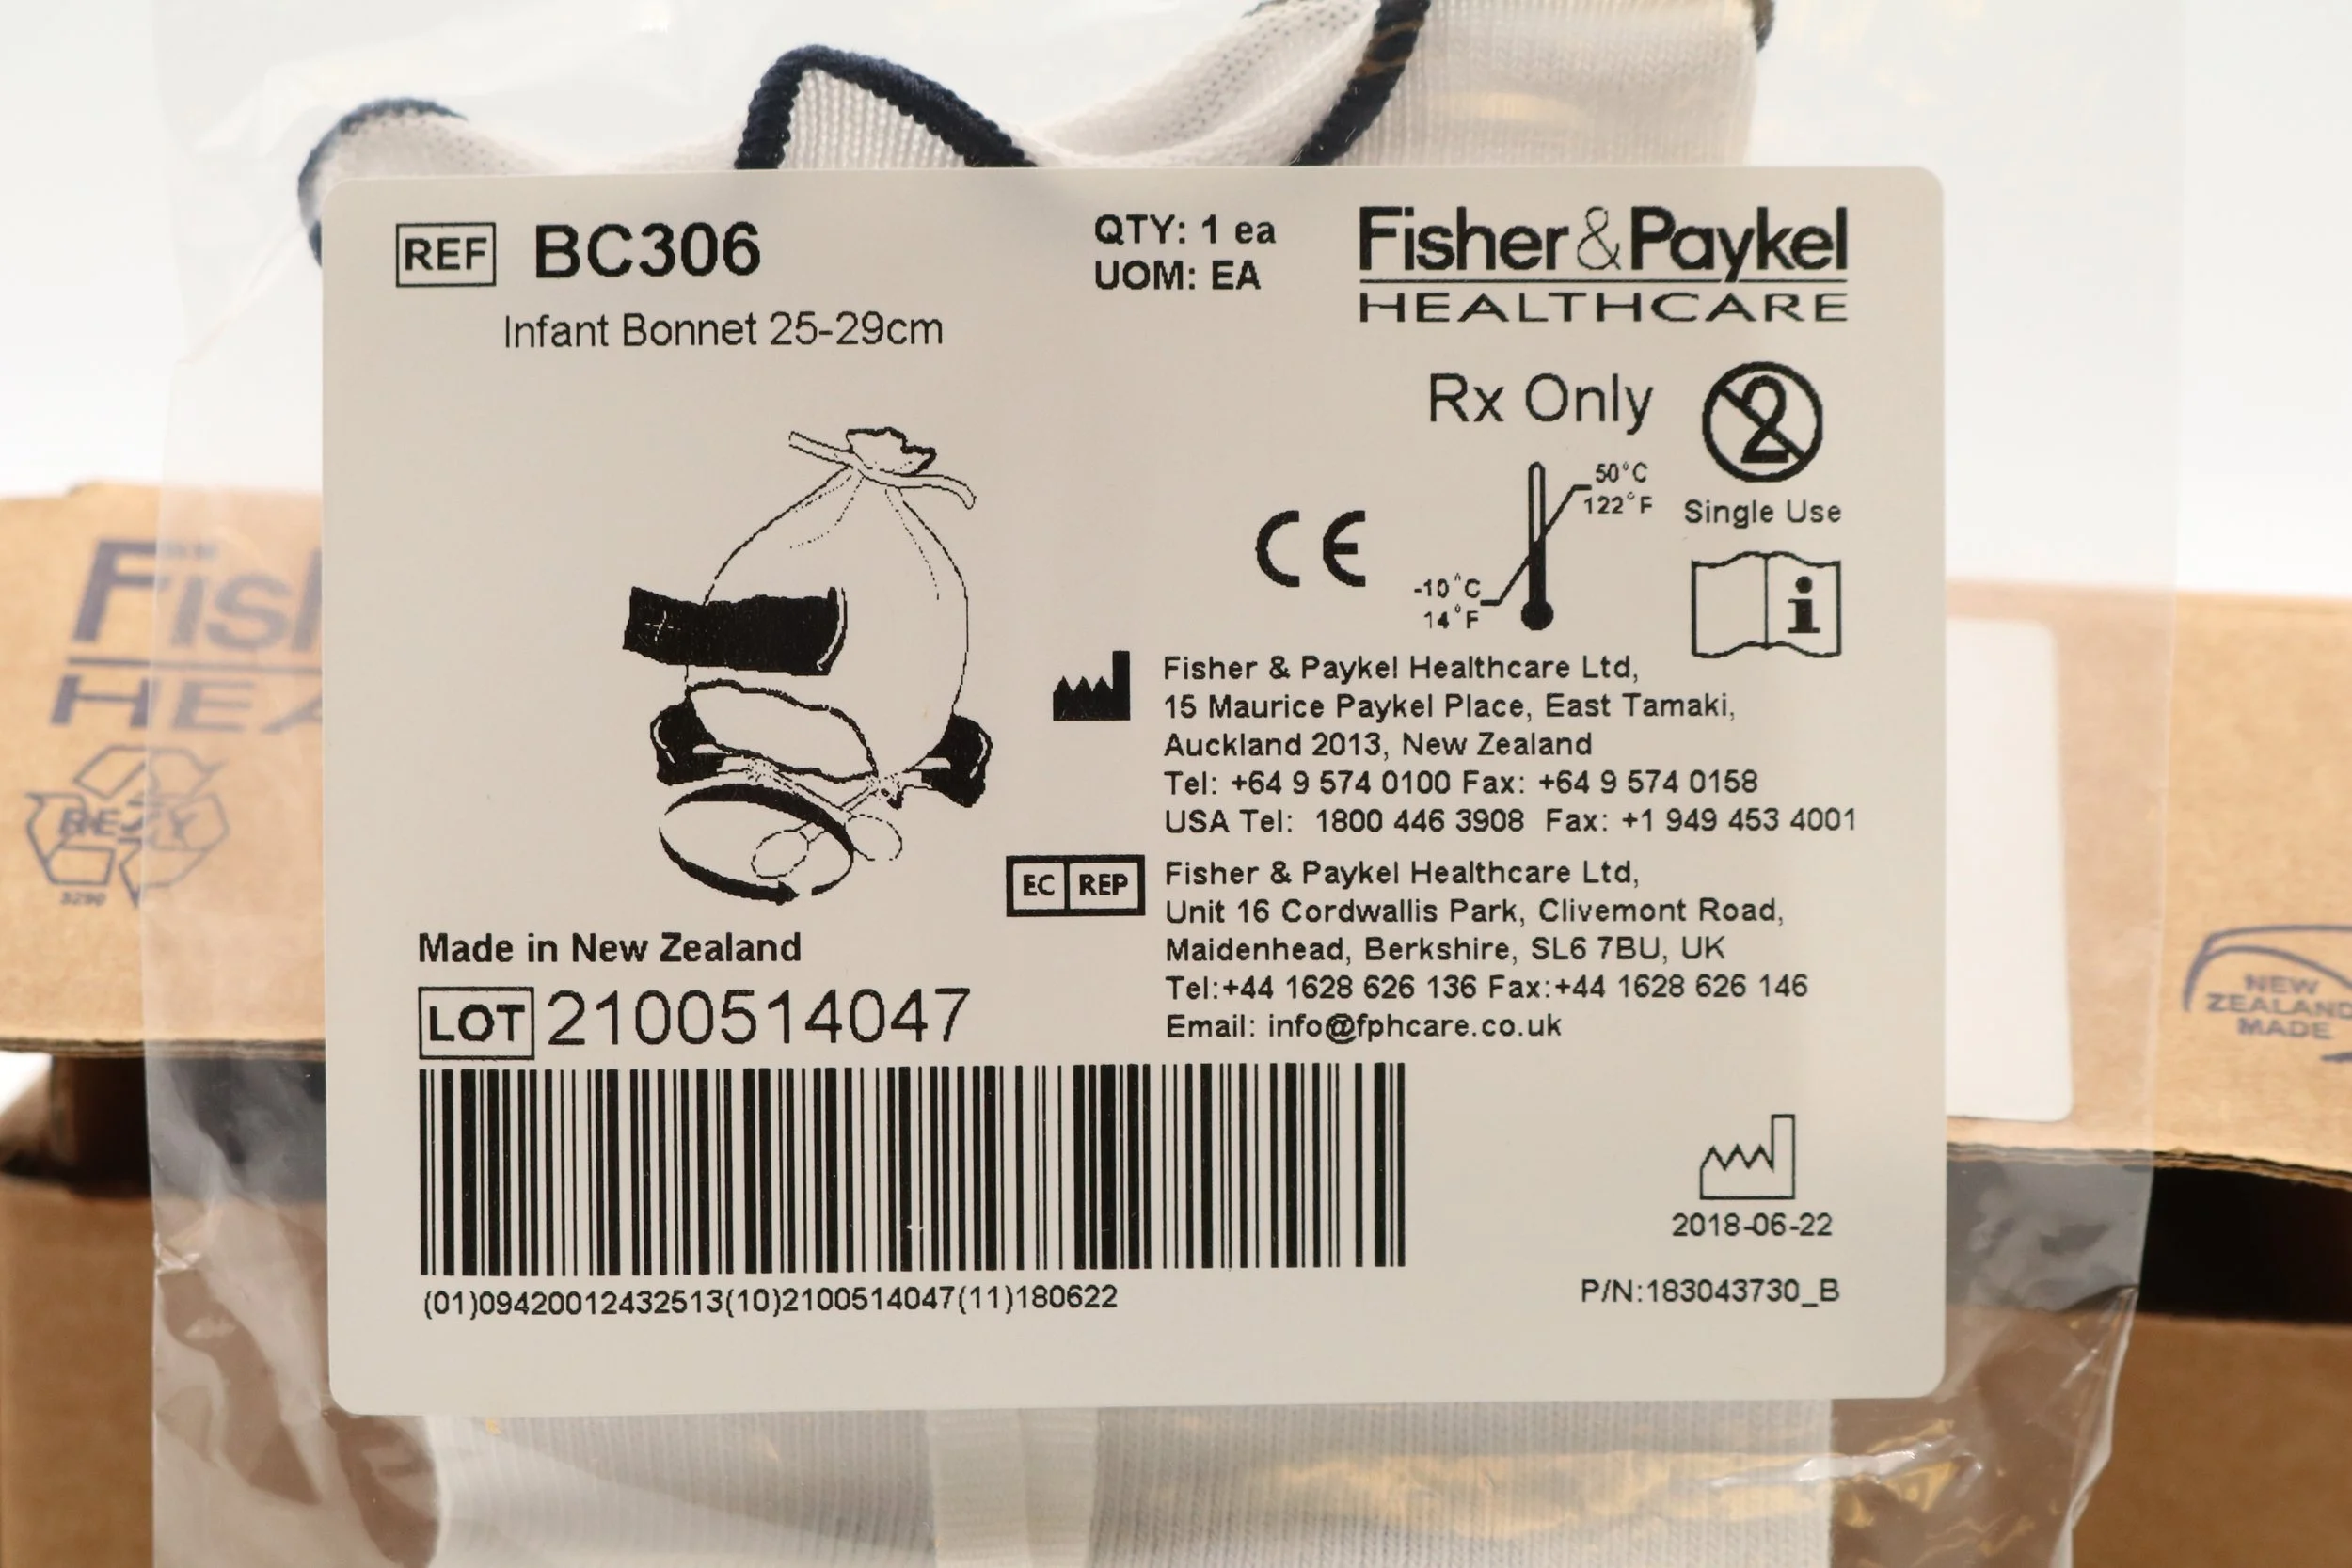 REF BC306
Infant Bonnet 25-29cm
QTY: 1 ea
UOM: EA
Fisher & Paykel
HEALTHCARE
Rx Only
2
Single Use
CE
50°C
122°F
-10°C
14°F
i
Fisher & Paykel Healthcare Ltd,
15 Maurice Paykel Place, East Tamaki,
Auckland 2013, New Zealand
Tel: +64 9 574 0100 Fax: +64 9 574 0158
USA Tel: 1800 446 3908 Fax: +1 949 453 4001
EC REP
Fisher & Paykel Healthcare Ltd,
Unit 16 Cordwallis Park, Clivemont Road,
Maidenhead, Berkshire, SL6 7BU, UK
Tel:+44 1628 626 136 Fax:+44 1628 626 146
Email: info@fphcare.co.uk
Made in New Zealand
LOT 2100514047
(01)09420012432513(10)2100514047(11)180622
2018-06-22
P/N:183043730_B
Fis
HEA
NEW
ZEALAND
MADE